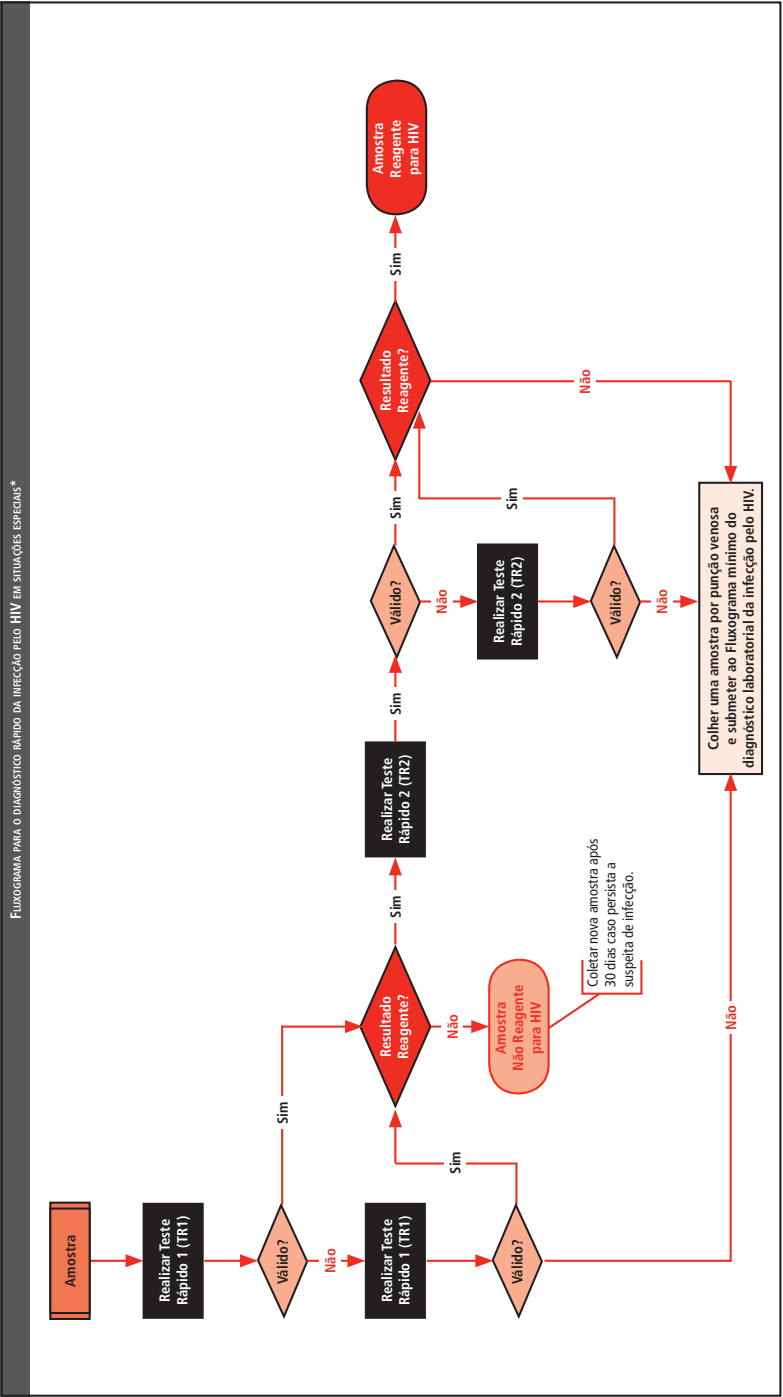 FLUXOGRAMA PARA O DIAGNÓSTICO RÁPIDO DA INFECÇÃO PELO HIV EM SITUAÇÕES ESPECIAIS*
Amostra
Realizar Teste
Rápido 1 (TR1)
Válido?
Sim
Não
Realizar Teste
Rápido 1 (TR1)
Válido?
Sim
Não
Resultado
Reagente?
Não
Amostra
Não Reagente
para HIV
Coletar nova amostra após
30 dias caso persista a
suspeita de infecção.
Sim
Realizar Teste
Rápido 2 (TR2)
Sim
Válido?
Não
Realizar Teste
Rápido 2 (TR2)
Válido?
Sim
Não
Sim
Resultado
Reagente?
Não
Colher uma amostra por punção venosa
e submeter ao Fluxograma mínimo do
diagnóstico laboratorial da infecção pelo HIV.
Sim
Amostra
Reagente
para HIV